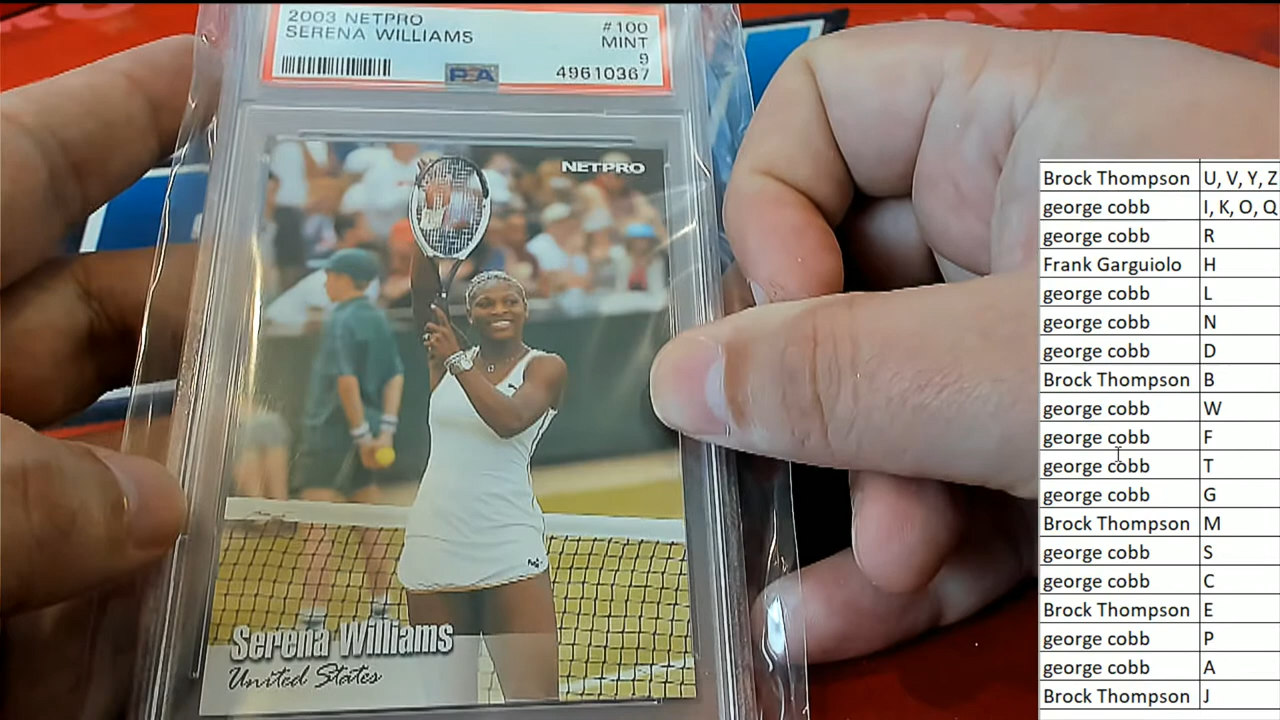 2003 NETPRO #100
SERENA WILLIAMS MINT
9
PSA 49610367
NETPRO
Serena Williams
United States
Brock Thompson U, V, Y, Z
george cobb I, K, O, Q
george cobb R
Frank Garguiolo H
george cobb L
george cobb N
george cobb D
Brock Thompson B
george cobb W
george cobb F
george cobb T
george cobb G
Brock Thompson M
george cobb S
george cobb C
Brock Thompson E
george cobb P
george cobb A
Brock Thompson J